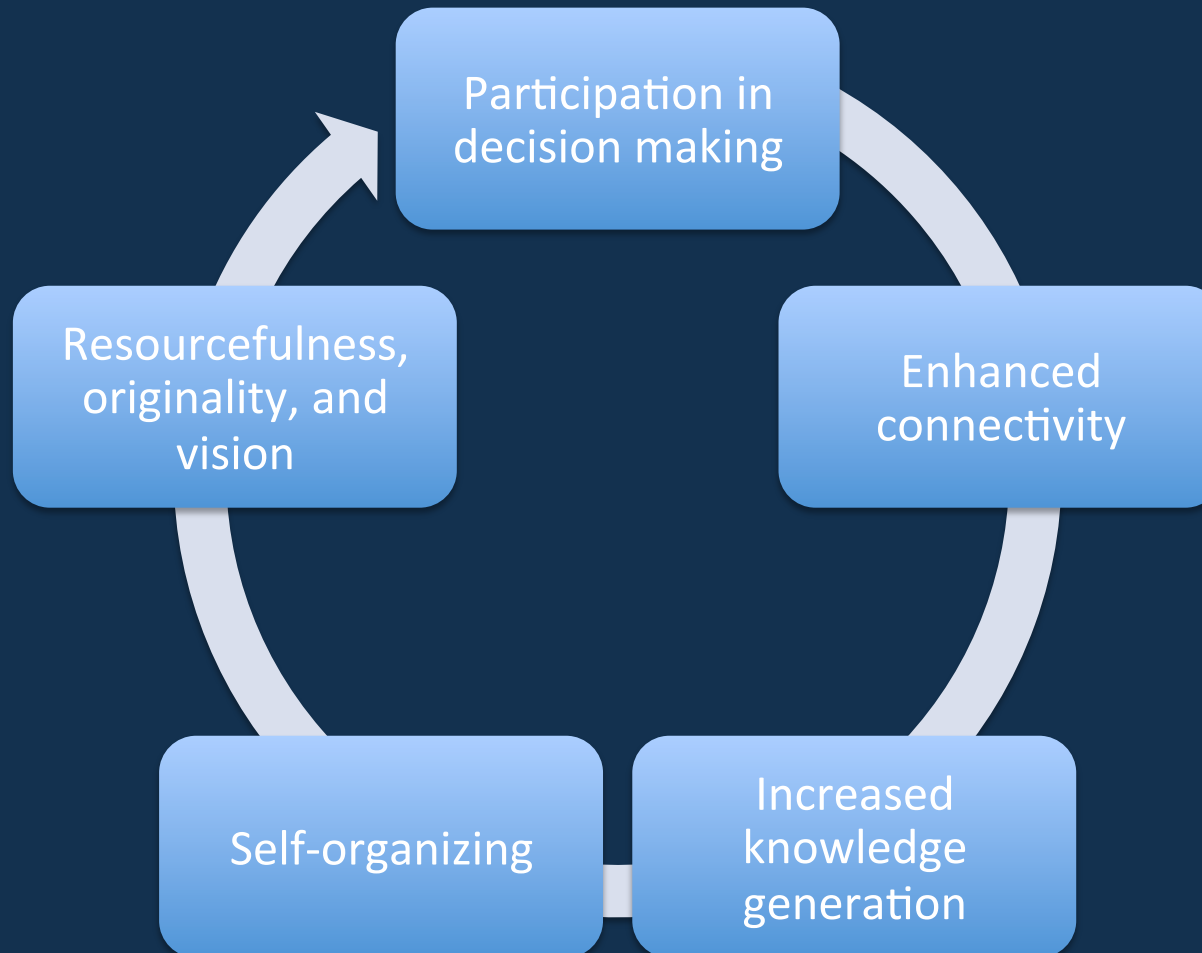 Participation in
decision making
Enhanced
connectivity
Increased
knowledge
generation
Self-organizing
Resourcefulness,
originality, and
vision